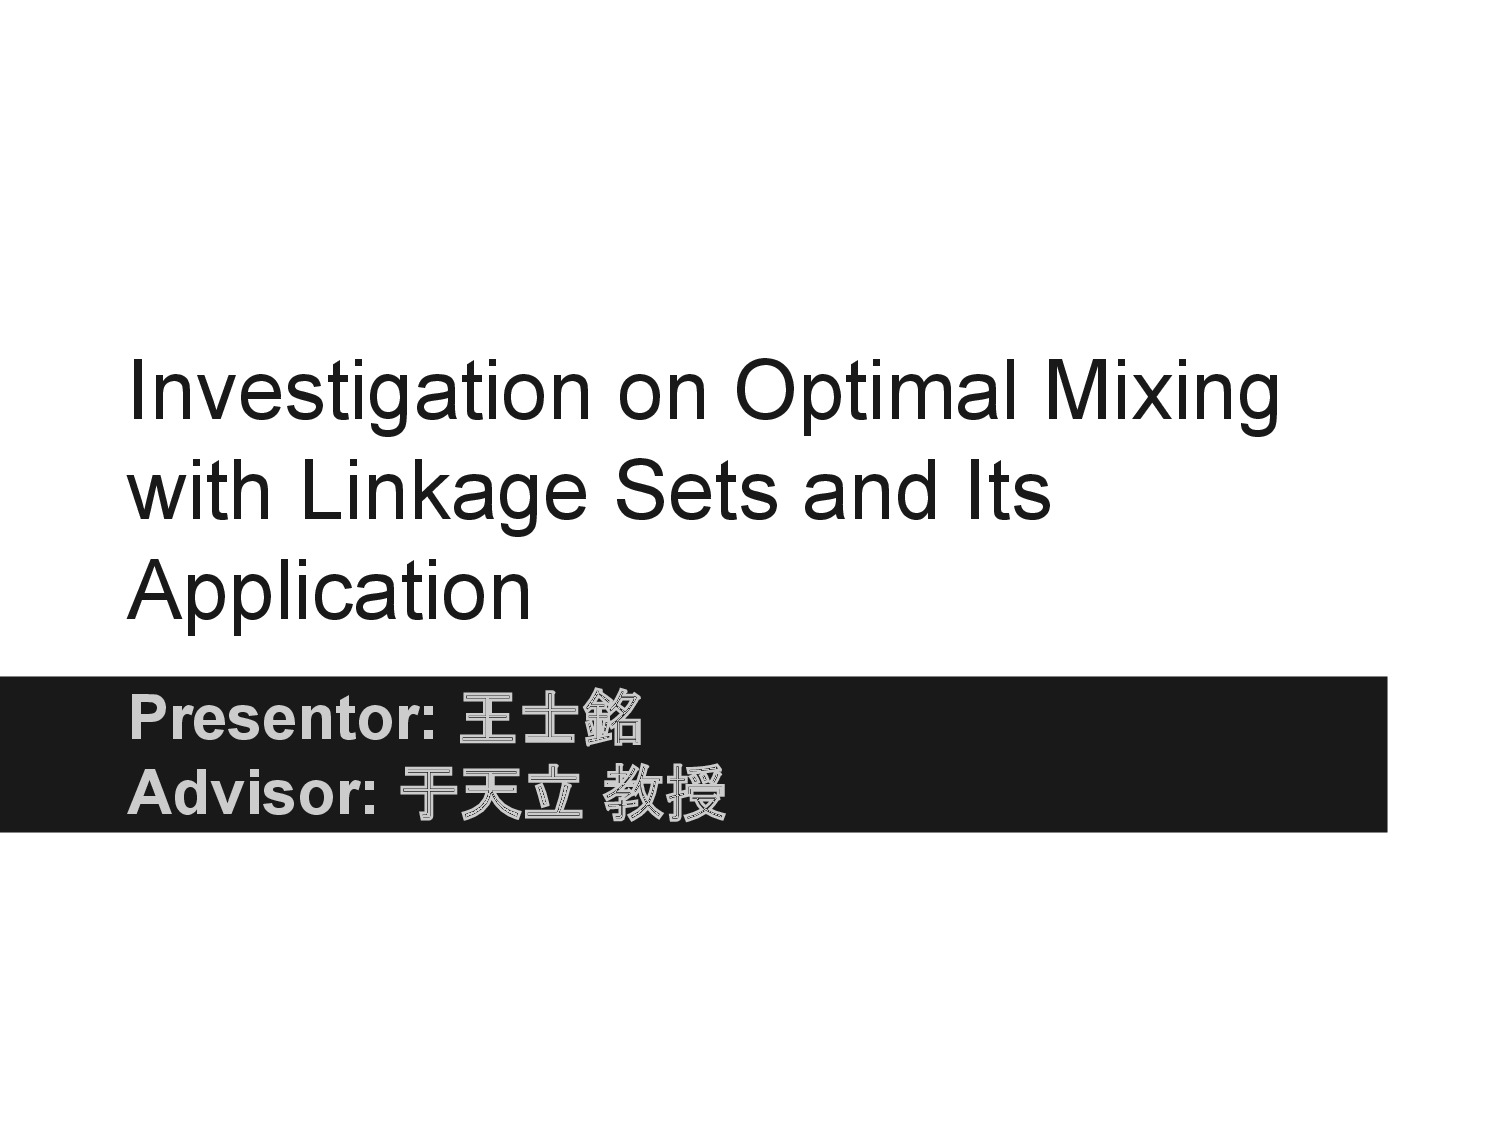 Investigation on Optimal Mixing
with Linkage Sets and Its
Application
Presentor: 王士銘
Advisor: 于天立 教授